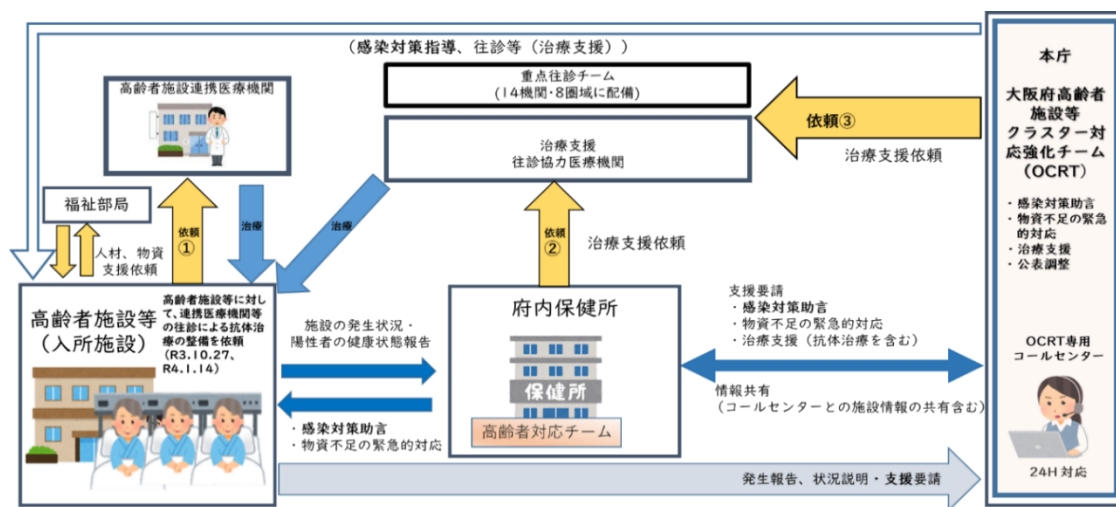 （感染対策指導、往診等（治療支援））
高齢者施設連携医療機関
重点往診チーム
(14機関・8圏域に配備)
治療支援
往診協力医療機関
依頼③
治療支援依頼
本庁
大阪府高齢者
施設等
クラスター対
応強化チーム
（OCRT）
・感染対策助言
・物資不足の緊急
的対応
・治療支援
・公表調整
OCRT専用
コールセンター
24H対応
福祉部局
人材、物資
支援依頼
依頼
①
治療
治療
依頼
②
治療支援依頼
高齢者施設等
（入所施設）
高齢者施設等に対し
て、連携医療機関等
の往診による抗体治
療の整備を依頼
(R3.10.27、
R4.1.14)
施設の発生状況・
陽性者の健康状態報告
・感染対策助言
・物資不足の緊急的対応
府内保健所
保健所
高齢者対応チーム
支援要請
・感染対策助言
・物資不足の緊急的対応
・治療支援（抗体治療を含む）
情報共有
（コールセンターとの施設情報の共有含む）
発生報告、状況説明・支援要請